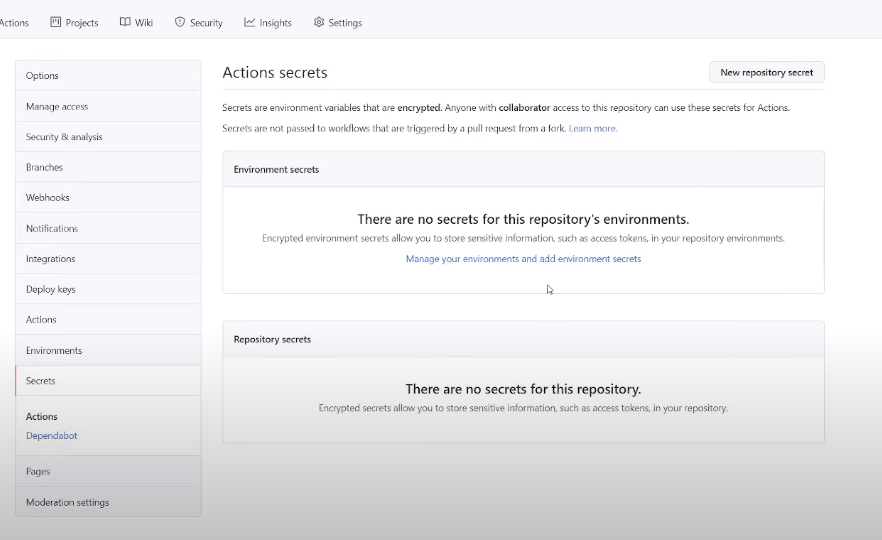 Actions Projects Wiki Security Insights Settings
Options
Manage access
Security & analysis
Branches
Webhooks
Notifications
Integrations
Deploy keys
Actions
Environments
Secrets
Actions
Dependabot
Pages
Moderation settings
Actions secrets
New repository secret
Secrets are environment variables that are encrypted. Anyone with collaborator access to this repository can use these secrets for Actions.
Secrets are not passed to workflows that are triggered by a pull request from a fork. Learn more.
Environment secrets
There are no secrets for this repository's environments.
Encrypted environment secrets allow you to store sensitive information, such as access tokens, in your repository environments.
Manage your environments and add environment secrets
Repository secrets
There are no secrets for this repository.
Encrypted secrets allow you to store sensitive information, such as access tokens, in your repository.